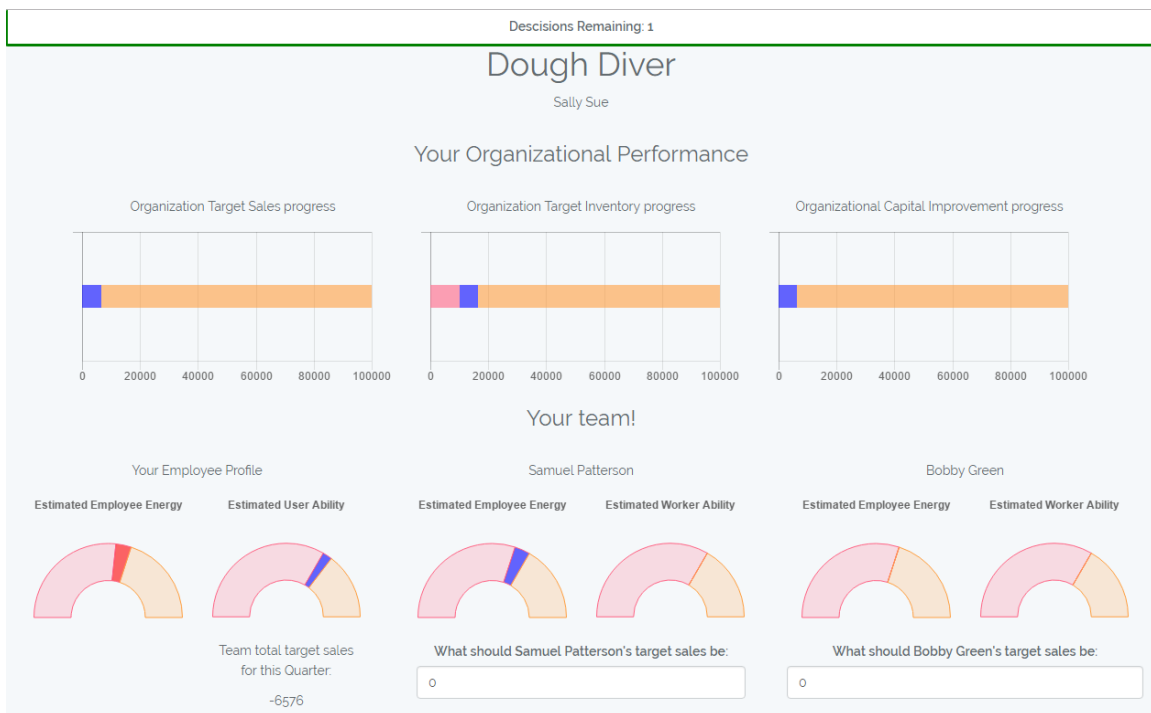 Descisions Remaining: 1
Dough Diver
Sally Sue
Your Organizational Performance
Organization Target Sales progress
0 20000 40000 60000 80000 100000
Organization Target Inventory progress
0 20000 40000 60000 80000 100000
Organizational Capital Improvement progress
0 20000 40000 60000 80000 100000
Your team!
Your Employee Profile
Estimated Employee Energy
Estimated User Ability
Team total target sales
for this Quarter:
-6576
Samuel Patterson
Estimated Employee Energy
Estimated Worker Ability
What should Samuel Patterson's target sales be:
0
Bobby Green
Estimated Employee Energy
Estimated Worker Ability
What should Bobby Green's target sales be:
0